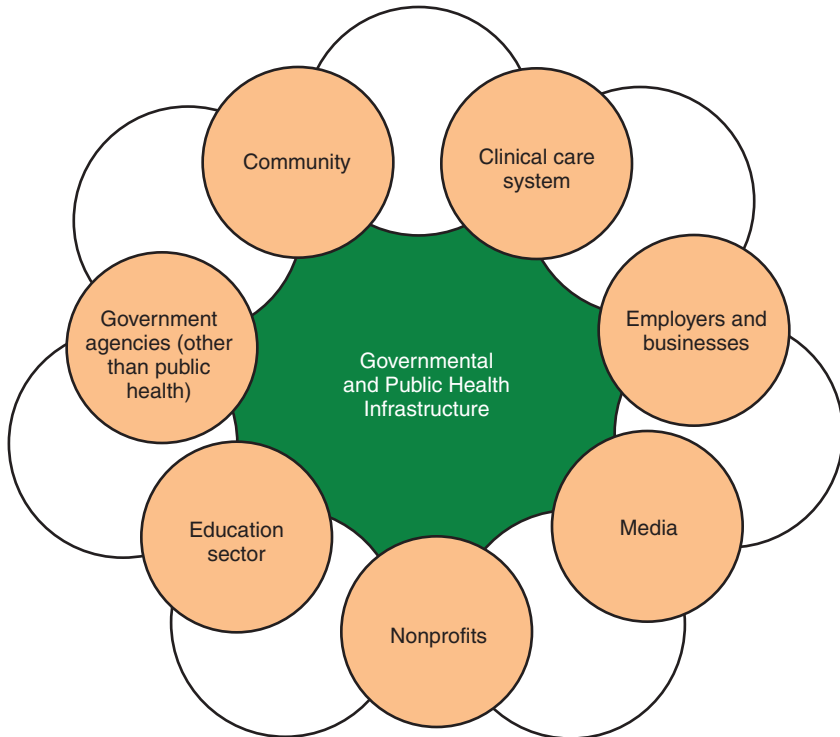 Community
Clinical care
system
Government
agencies (other
than public
health)
Employers and
businesses
Governmental
and Public Health
Infrastructure
Education
sector
Media
Nonprofits